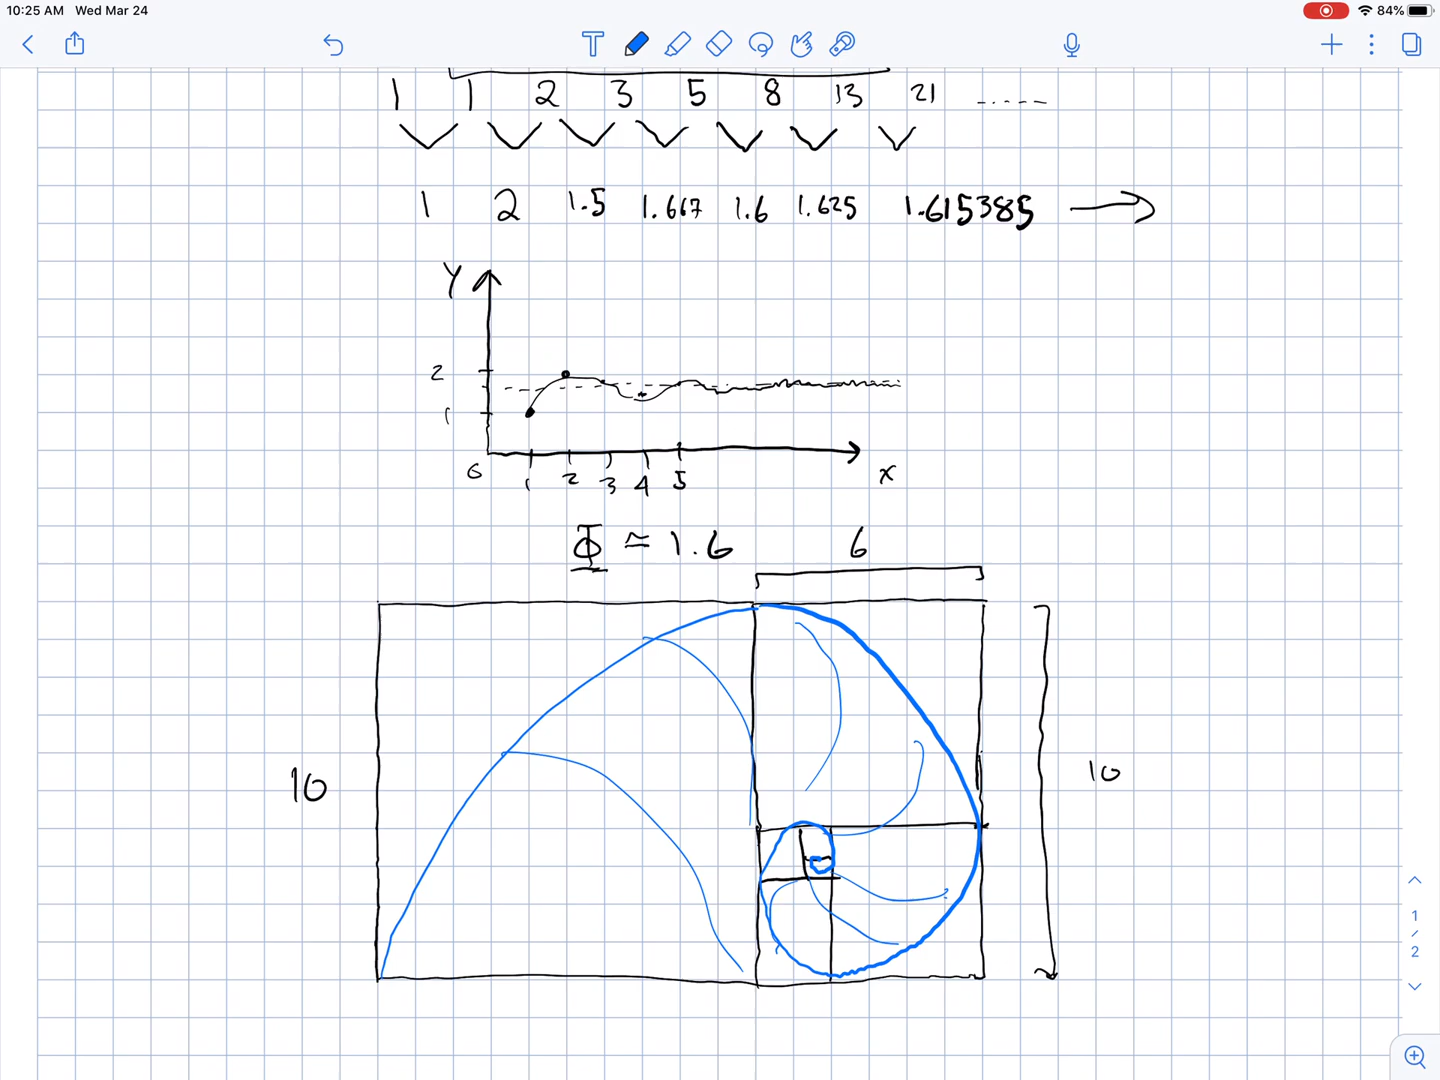 10:25 AM Wed Mar 24
84%
1 1 2 3 5 8 13 21 ------
1 2 1.5 1.667 1.6 1.625 1.615385
Y
2
1
0 1 2 3 4 5 X
Φ ≈ 1.6 6
10 10
1
/
2